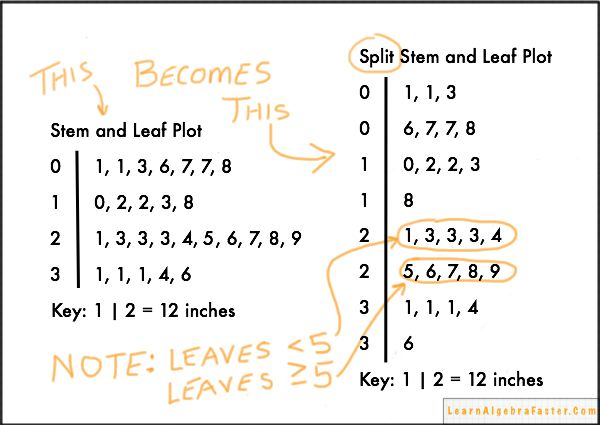 THIS BECOMES
THIS
Stem and Leaf Plot
0 | 1, 1, 3, 6, 7, 7, 8
1 | 0, 2, 2, 3, 8
2 | 1, 3, 3, 3, 4, 5, 6, 7, 8, 9
3 | 1, 1, 1, 4, 6
Key: 1 | 2 = 12 inches
Split Stem and Leaf Plot
0 | 1, 1, 3
0 | 6, 7, 7, 8
1 | 0, 2, 2, 3
1 | 8
2 | 1, 3, 3, 3, 4
2 | 5, 6, 7, 8, 9
3 | 1, 1, 1, 4
3 | 6
Key: 1 | 2 = 12 inches
NOTE: LEAVES <5
LEAVES ≥5
LearnAlgebraFaster.Com